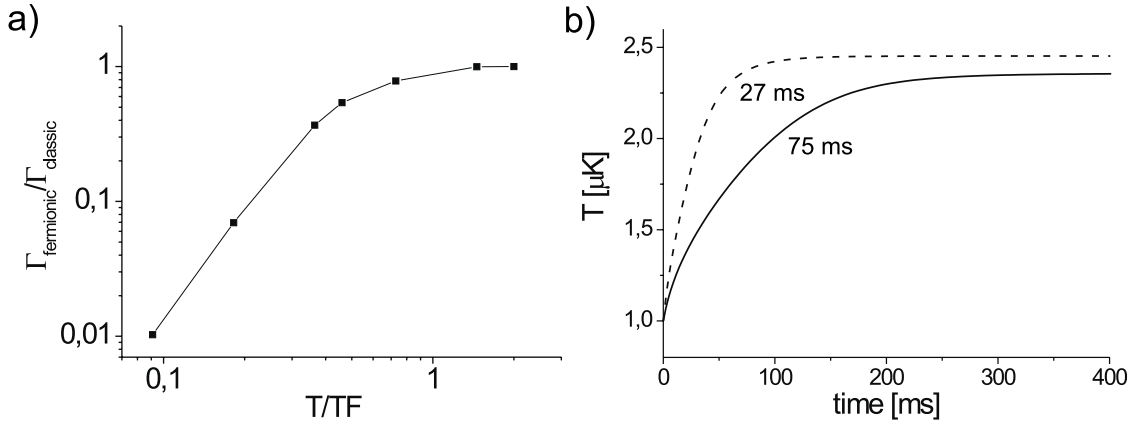 a)
Γfermionic/Γclassic
1
0,1
0,01
0,1
1
T/TF
b)
T [µK]
2,5
2,0
1,5
1,0
27 ms
75 ms
0
100
200
300
400
time [ms]